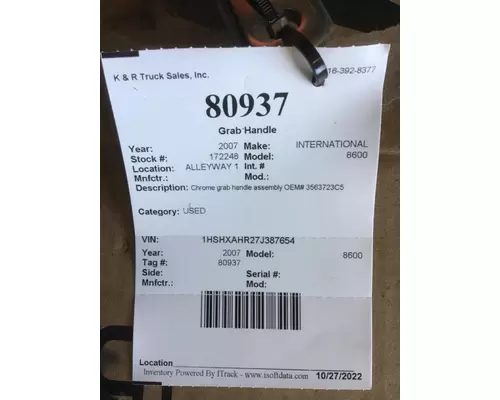 K & R Truck Sales, Inc. 16-392-8377
80937
Grab Handle
Year: 2007 Make: INTERNATIONAL
Stock #: 172248 Model: 8600
Location: ALLEYWAY 1 Int. #
Mnfctr.: Mod.:
Description: Chrome grab handle assembly OEM# 3563723C5
Category: USED
VIN: 1HSHXAHR27J387654
Year: 2007 Model: 8600
Tag #: 80937
Side: Serial #:
Mnfctr.: Mod:
Location
Inventory Powered By ITrack - www.isoftdata.com 10/27/2022